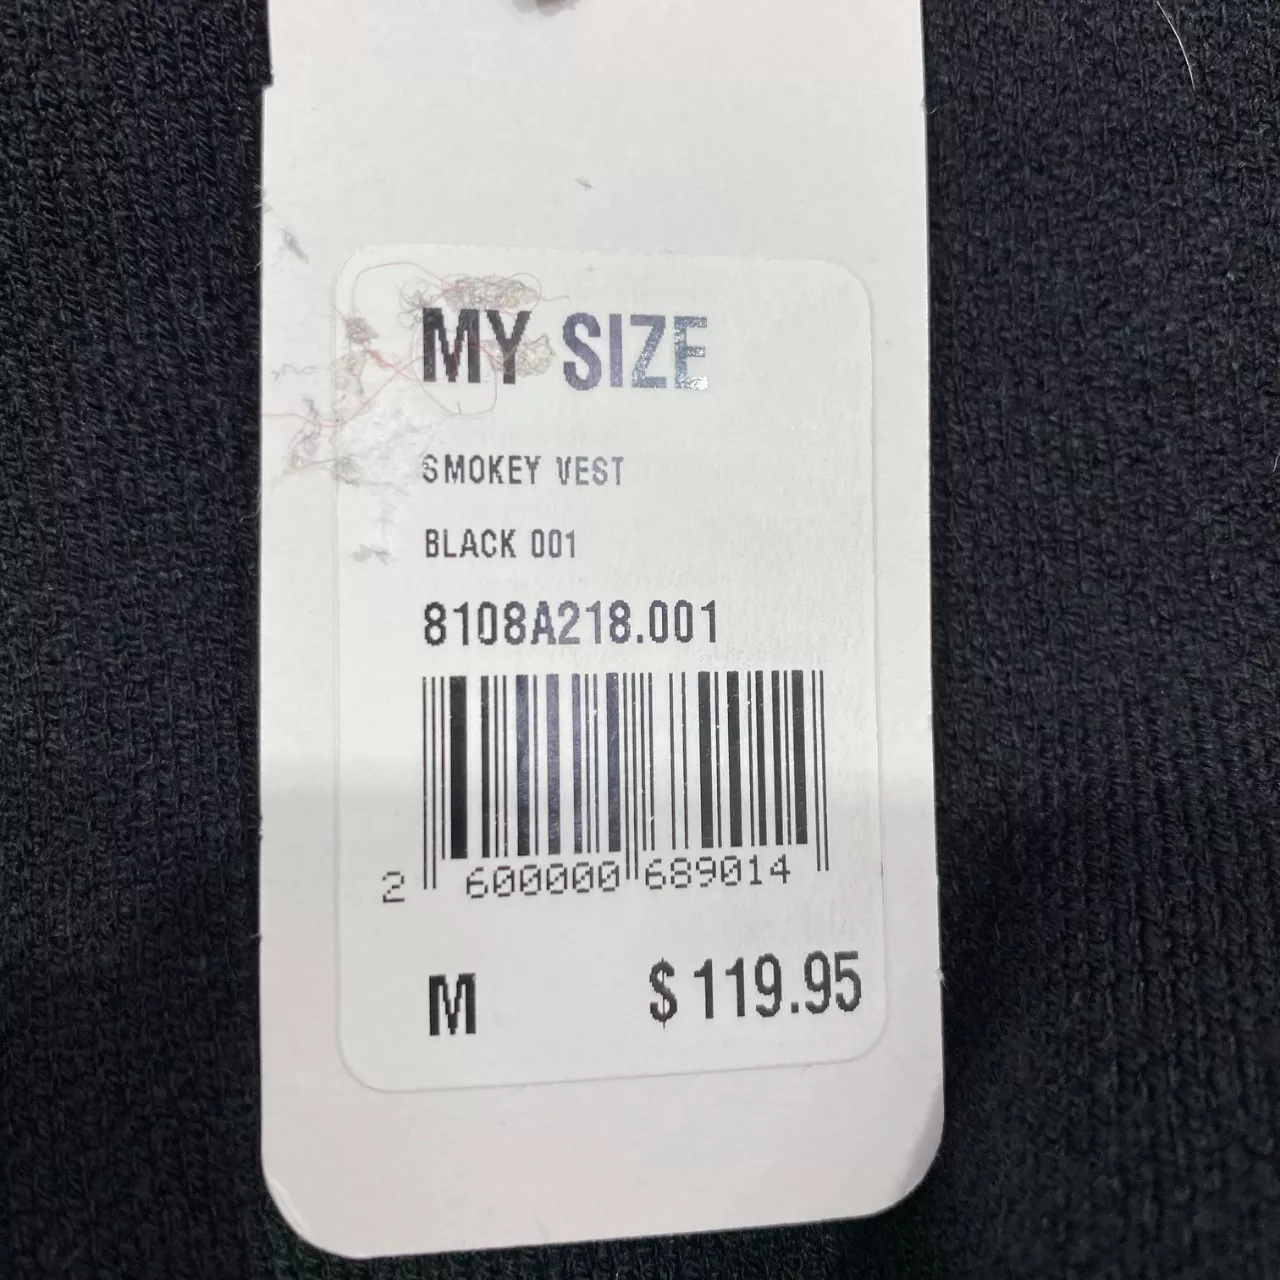 MY SIZE
SMOKEY VEST
BLACK 001
8108A218.001
2 600000 689014
M $119.95